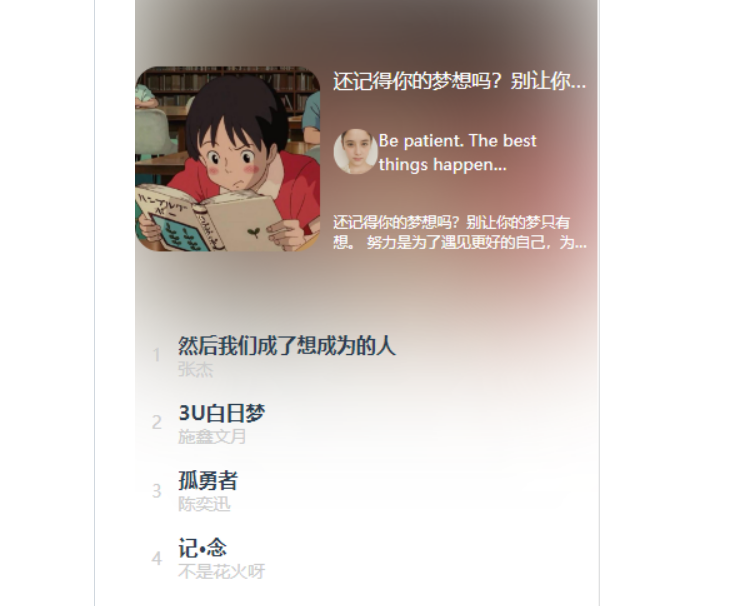 还记得你的梦想吗？别让你...
Be patient. The best
things happen...
还记得你的梦想吗？别让你的梦只有
想。 努力是为了遇见更好的自己，为...
1
然后我们成了想成为的人
张杰
2
3U白日梦
施鑫文月
3
孤勇者
陈奕迅
4
记•念
不是花火呀